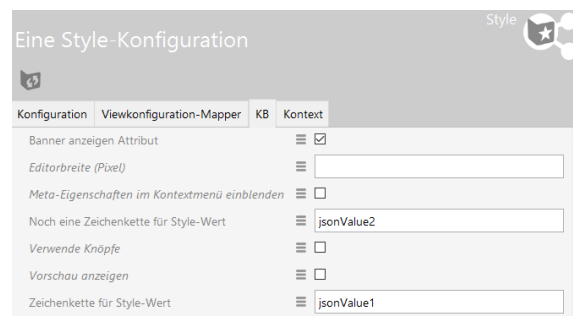 Style
Eine Style-Konfiguration
Konfiguration Viewkonfiguration-Mapper KB Kontext
Banner anzeigen Attribut
Editorbreite (Pixel)
Meta-Eigenschaften im Kontextmenü einblenden
Noch eine Zeichenkette für Style-Wert jsonValue2
Verwende Knöpfe
Vorschau anzeigen
Zeichenkette für Style-Wert jsonValue1